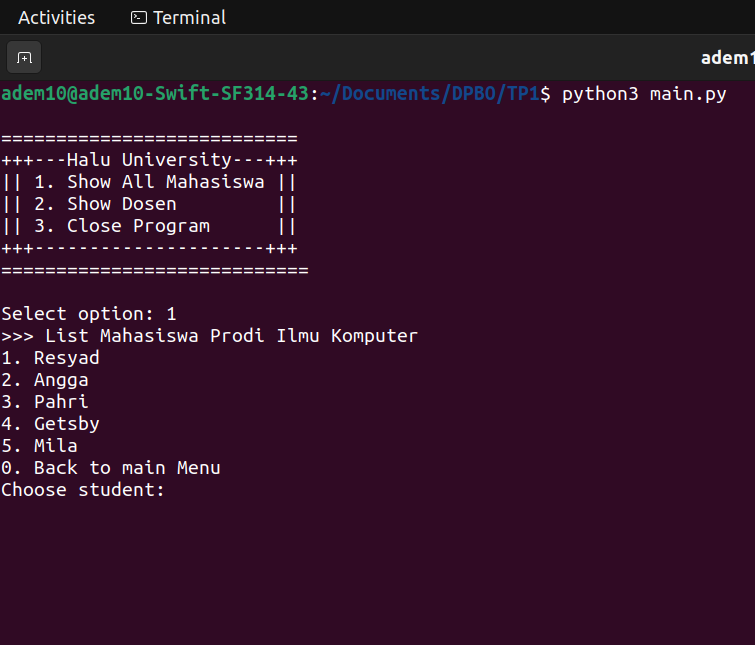 Activities Terminal
adem1
adem10@adem10-Swift-SF314-43:~/Documents/DPBO/TP1$ python3 main.py
===========================
+++---Halu University---+++
|| 1. Show All Mahasiswa ||
|| 2. Show Dosen         ||
|| 3. Close Program      ||
+++---------------------+++
============================
Select option: 1
>>> List Mahasiswa Prodi Ilmu Komputer
1. Resyad
2. Angga
3. Pahri
4. Getsby
5. Mila
0. Back to main Menu
Choose student: